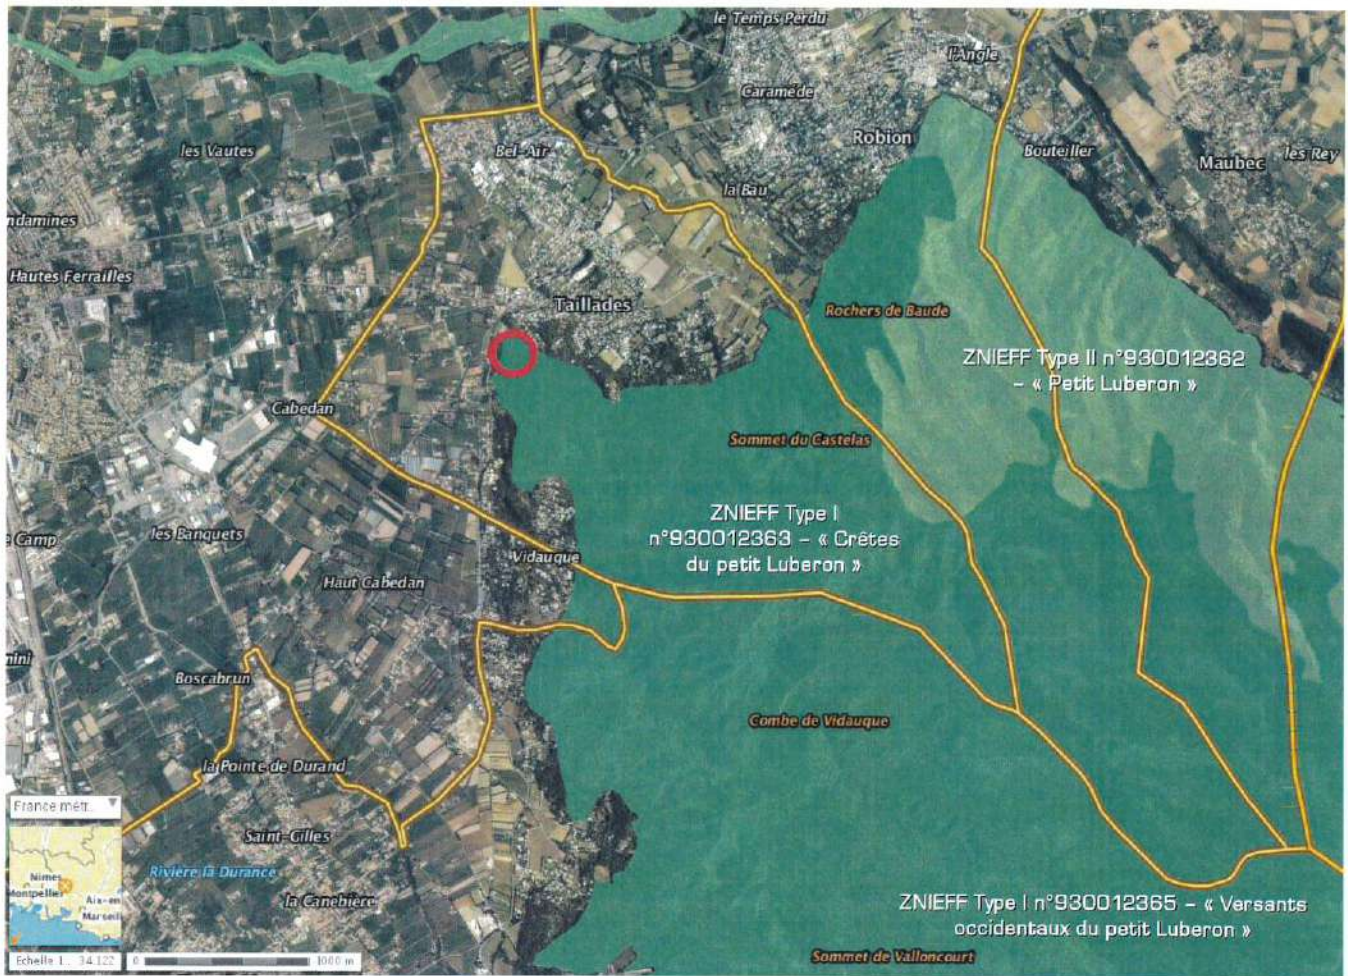 le Temps Perdu
l'Angle
Caramède
Robion
les Vautes
Bel-Air
Bouteiller
Maubec
les Rey
la Bau
ndamines
Hautes Ferrailles
Taillades
Rochers de Baude
ZNIEFF Type II n°930012362
– « Petit Luberon »
Cabedan
Sommet du Castelas
ZNIEFF Type I
n°930012363 – « Crêtes
du petit Luberon »
e Camp
les Banquets
Vidauque
Haut Cabedan
nini
Boscabrun
Combe de Vidauque
la Pointe de Durand
France métr..
Saint-Gilles
Rivière la Durance
Nîmes
Montpellier
Aix-en
Marseil
la Canebière
ZNIEFF Type I n°930012365 – « Versants
occidentaux du petit Luberon »
Echelle 1.. 34.122
0 1000 m
Sommet de Valloncourt